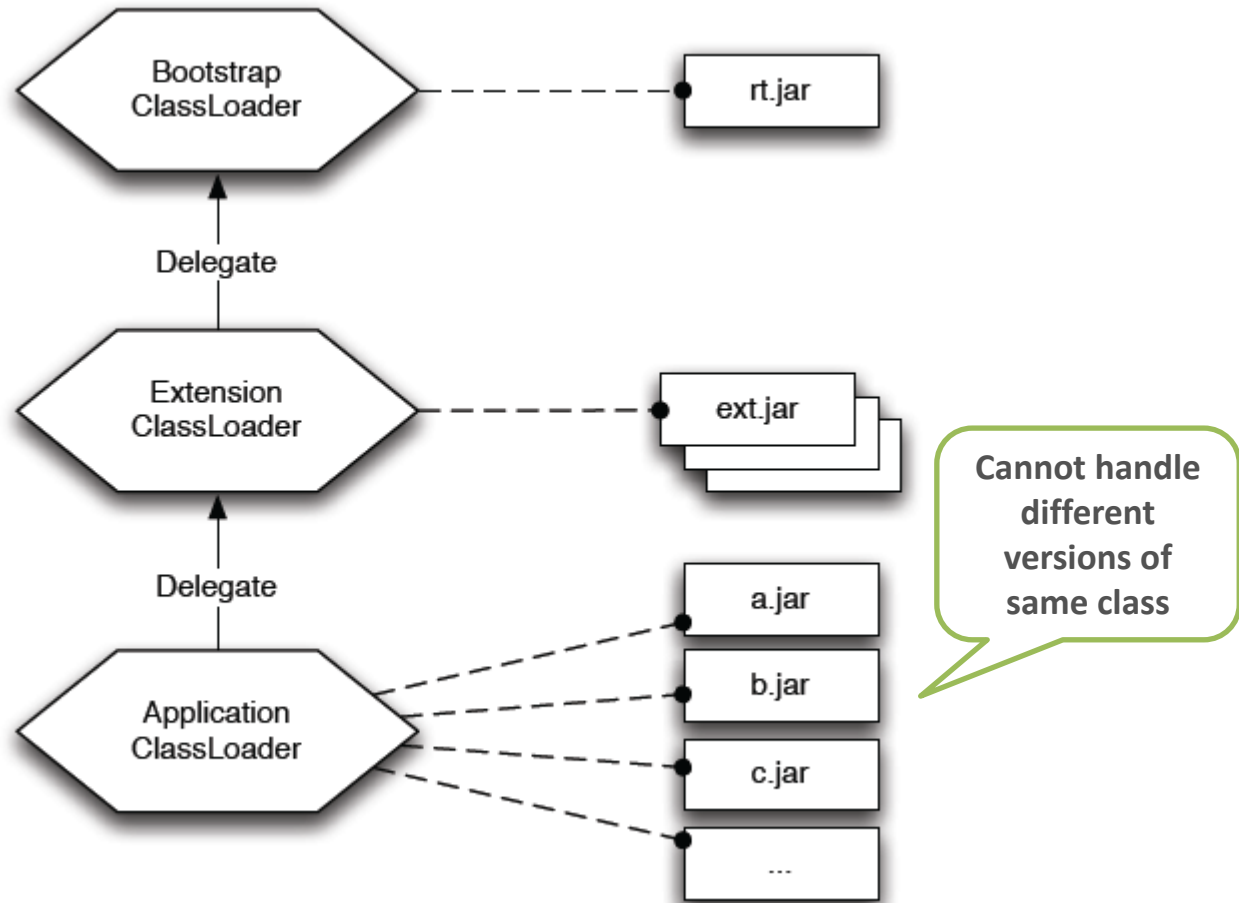 Bootstrap
ClassLoader
rt.jar
Delegate
Extension
ClassLoader
ext.jar
Cannot handle
different
versions of
same class
Delegate
Application
ClassLoader
a.jar
b.jar
c.jar
...